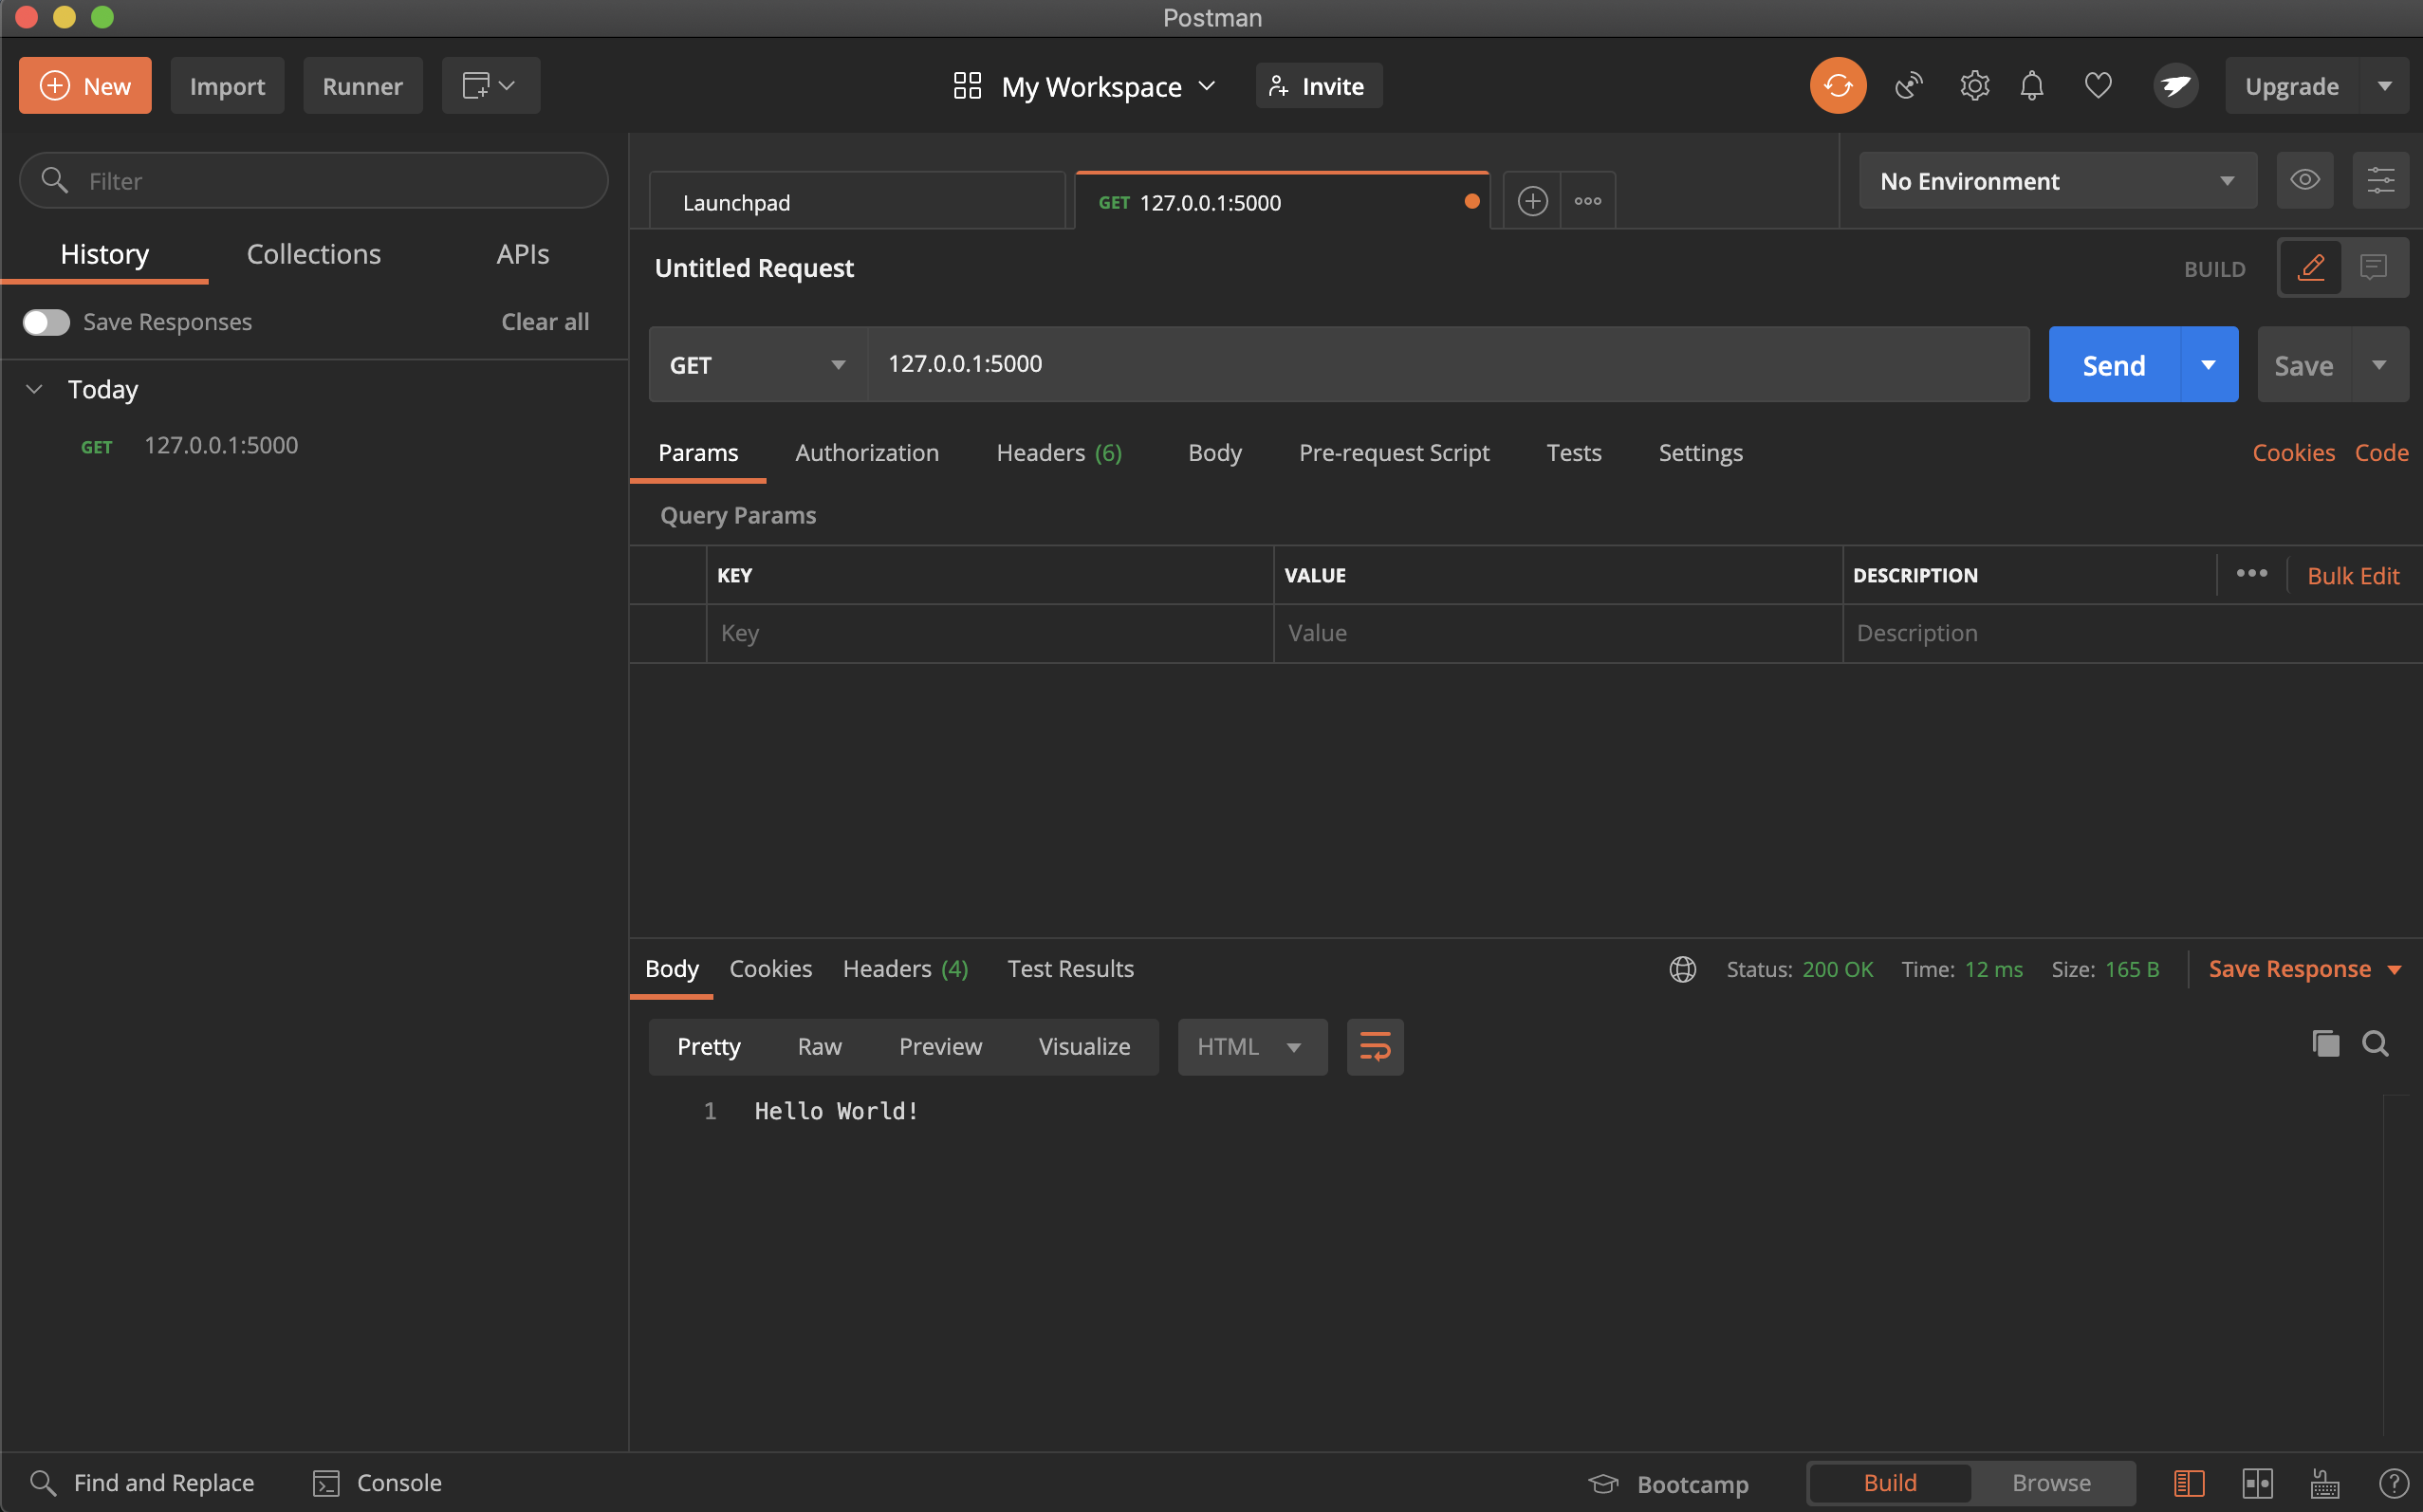 Postman
New Import Runner My Workspace Invite Upgrade
Filter
Launchpad GET 127.0.0.1:5000 No Environment
History Collections APIs
Untitled Request BUILD
Save Responses Clear all
GET 127.0.0.1:5000 Send Save
Today
GET 127.0.0.1:5000
Params Authorization Headers (6) Body Pre-request Script Tests Settings Cookies Code
Query Params
KEY VALUE DESCRIPTION Bulk Edit
Key Value Description
Body Cookies Headers (4) Test Results Status: 200 OK Time: 12 ms Size: 165 B Save Response
Pretty Raw Preview Visualize HTML
1 Hello World!
Find and Replace Console Bootcamp Build Browse